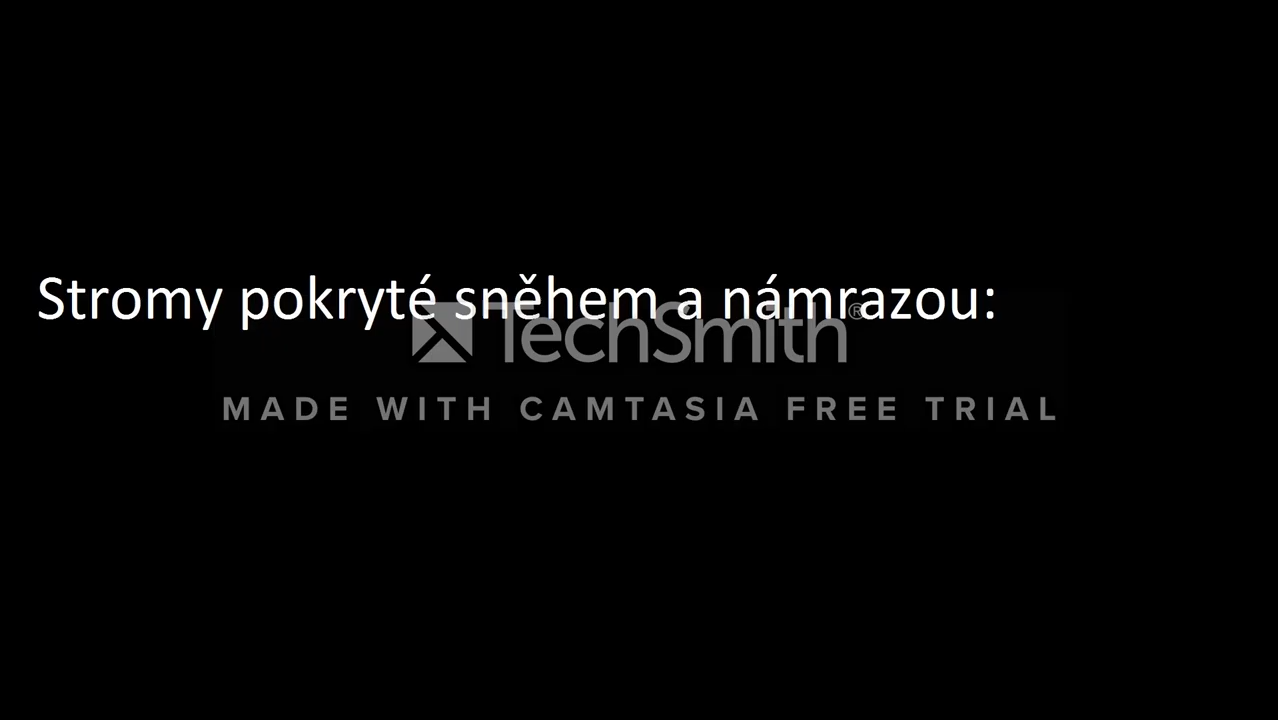 Stromy pokryté sněhem a námrazou:
TechSmith®
MADE WITH CAMTASIA FREE TRIAL